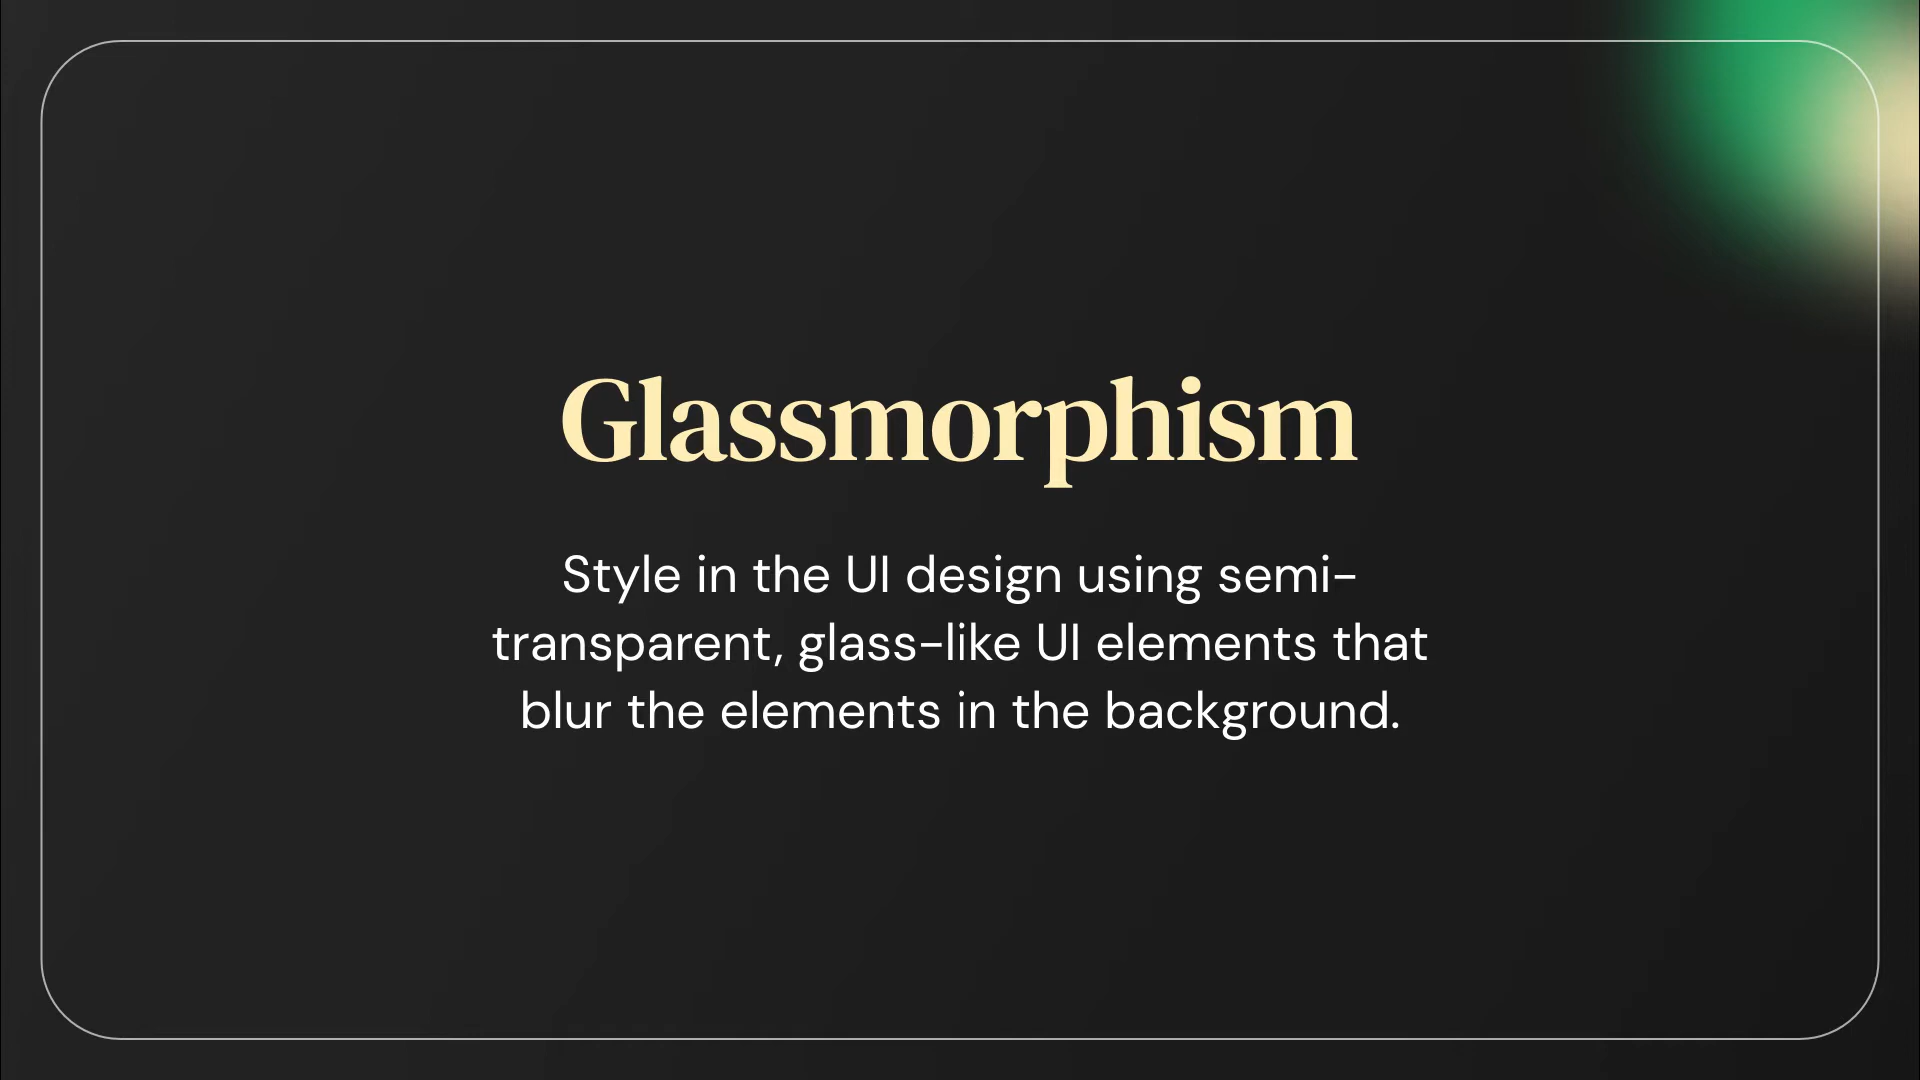 Glassmorphism
Style in the UI design using semi-
transparent, glass-like UI elements that
blur the elements in the background.